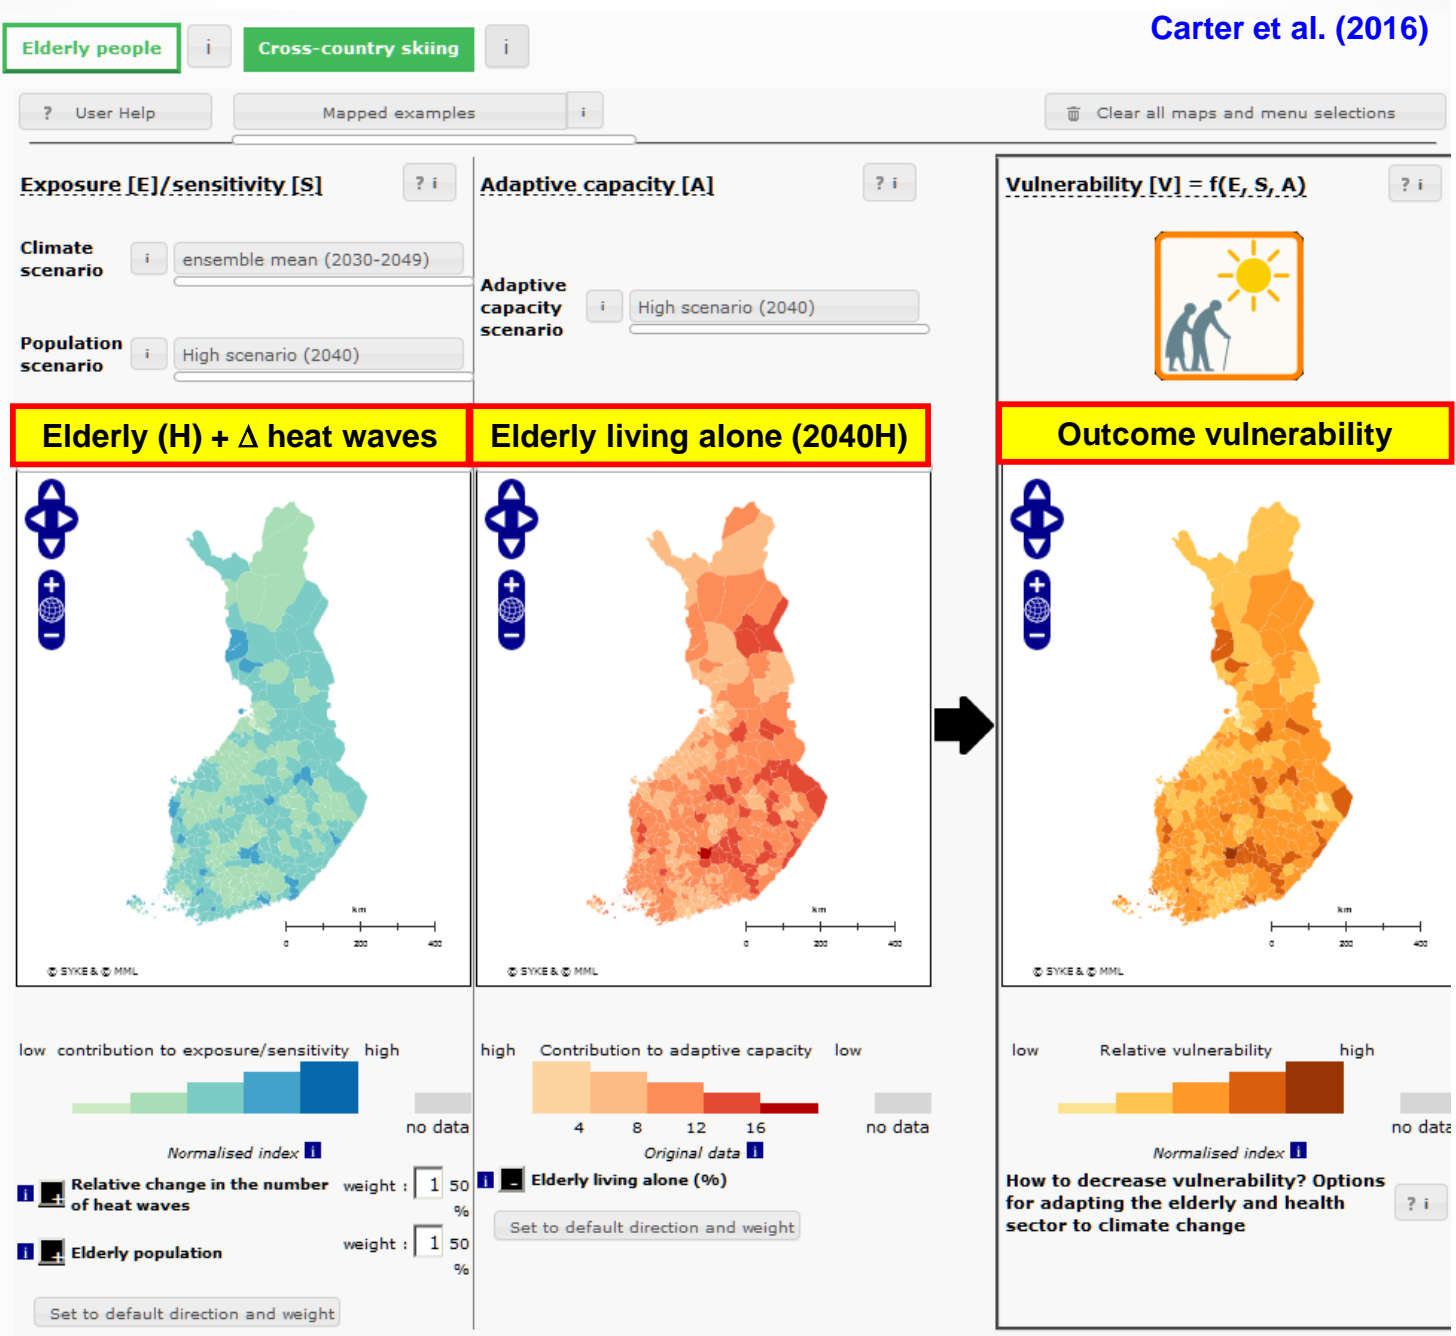 Carter et al. (2016)
Elderly people
i
Cross-country skiing
i
? User Help
Mapped examples
i
Clear all maps and menu selections
Exposure [E]/sensitivity [S]
? i
Climate
scenario
i
ensemble mean (2030-2049)
Population
scenario
i
High scenario (2040)
Adaptive capacity [A]
? i
Adaptive
capacity
scenario
i
High scenario (2040)
Vulnerability [V] = f(E, S, A)
? i
Elderly (H) + Δ heat waves
Elderly living alone (2040H)
Outcome vulnerability
km
0 200 400
© SYKE & © MML
km
0 200 400
© SYKE & © MML
km
0 200 400
© SYKE & © MML
low contribution to exposure/sensitivity high
no data
Normalised index i
i + Relative change in the number
of heat waves
weight : 1 50
%
i + Elderly population
weight : 1 50
%
Set to default direction and weight
high Contribution to adaptive capacity low
4 8 12 16
no data
Original data i
i - Elderly living alone (%)
Set to default direction and weight
low Relative vulnerability high
no data
Normalised index i
How to decrease vulnerability? Options
for adapting the elderly and health
sector to climate change
? i